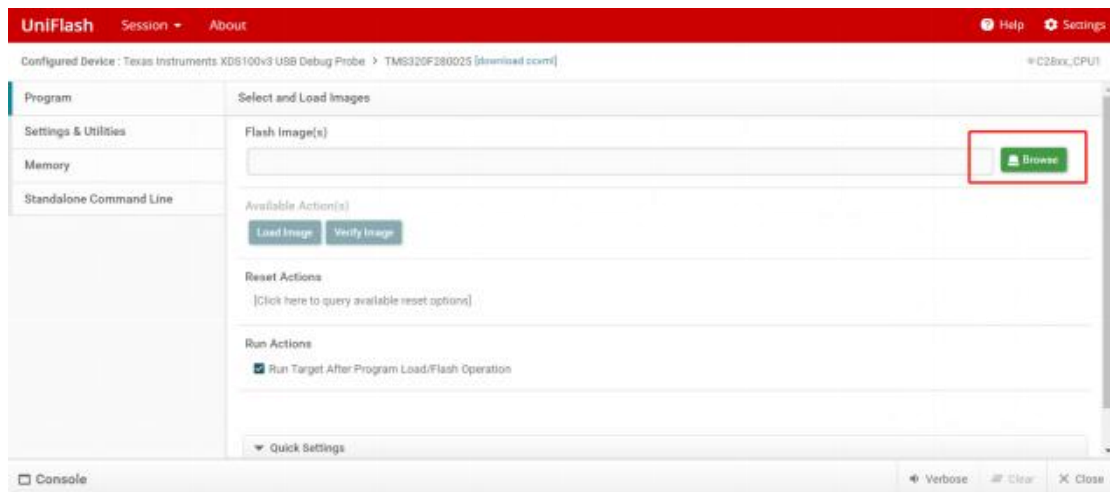 UniFlash Session About Help Settings
Configured Device : Texas Instruments XDS100v3 USB Debug Probe > TMS320F280025 [download ccxml] C28xx_CPU1
Program
Settings & Utilities
Memory
Standalone Command Line
Select and Load Images
Flash Image(s)
Browse
Available Action(s)
Load Image Verify Image
Reset Actions
[Click here to query available reset options]
Run Actions
Run Target After Program Load/Flash Operation
Quick Settings
Console Verbose Clear Close